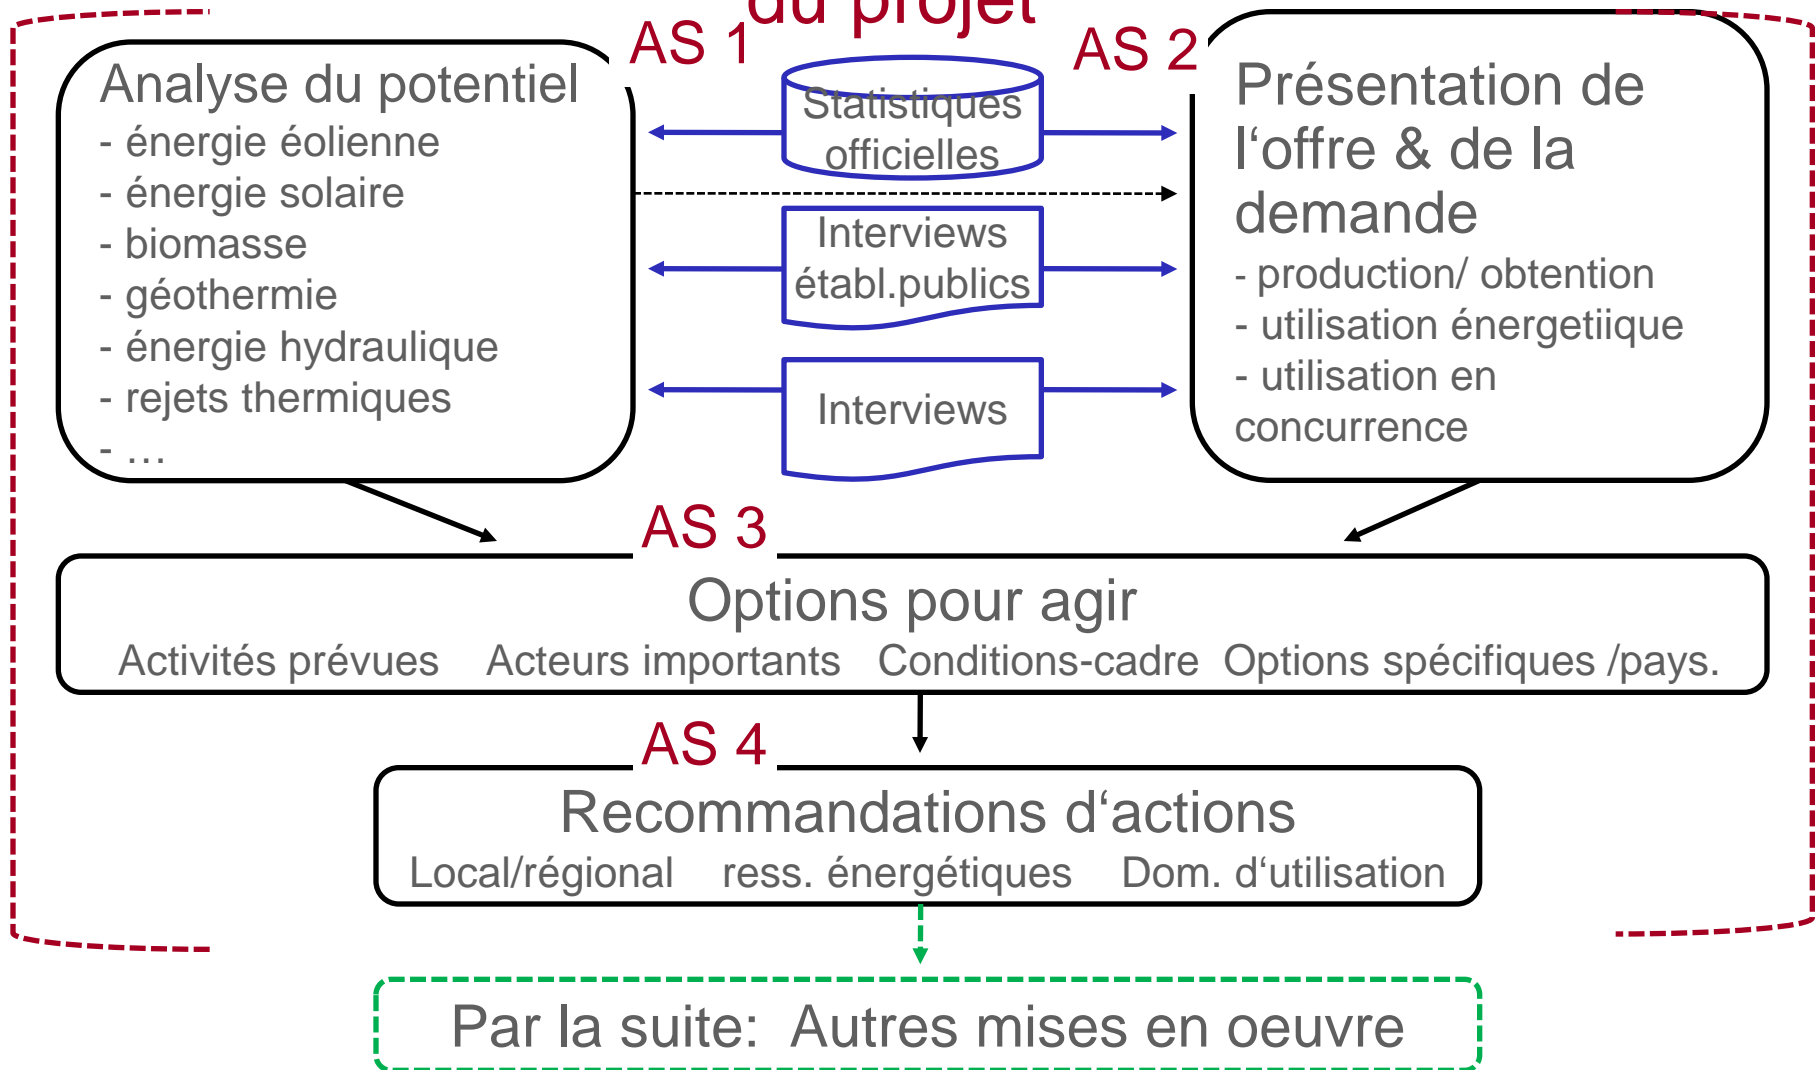 du projet
AS 1
AS 2
Analyse du potentiel
- énergie éolienne
- énergie solaire
- biomasse
- géothermie
- énergie hydraulique
- rejets thermiques
- …
Statistiques
officielles
Interviews
établ.publics
Interviews
Présentation de
l‘offre & de la
demande
- production/ obtention
- utilisation énergetiique
- utilisation en
concurrence
AS 3
Options pour agir
Activités prévues Acteurs importants Conditions-cadre Options spécifiques /pays.
AS 4
Recommandations d‘actions
Local/régional ress. énergétiques Dom. d‘utilisation
Par la suite: Autres mises en oeuvre